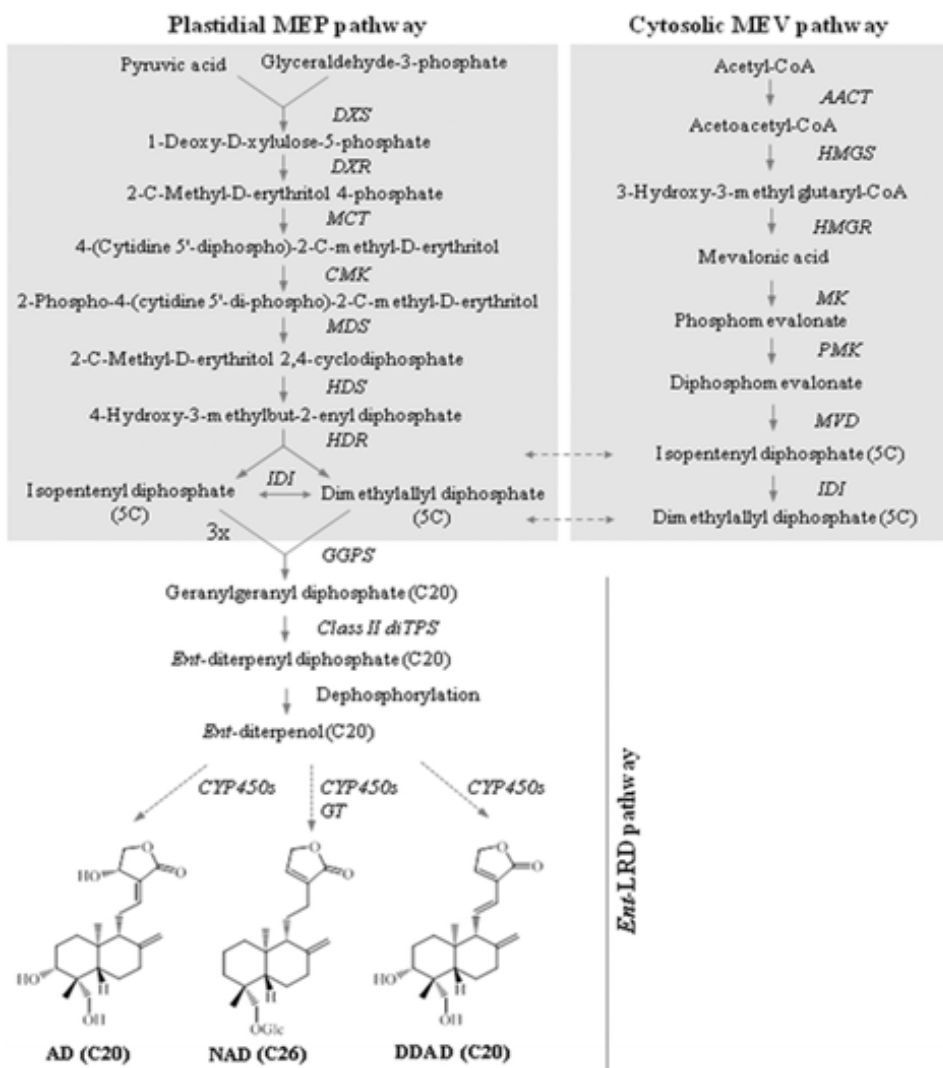 Plastidial MEP pathway
Cytosolic MEV pathway
Pyruvic acid
Glyceraldehyde-3-phosphate
DXS
1-Deoxy-D-xylulose-5-phosphate
DXR
2-C-Methyl-D-erythritol 4-phosphate
MCT
4-(Cytidine 5'-diphospho)-2-C-methyl-D-erythritol
CMK
2-Phospho-4-(cytidine 5'-di-phospho)-2-C-methyl-D-erythritol
MDS
2-C-Methyl-D-erythritol 2,4-cyclodiphosphate
HDS
4-Hydroxy-3-methylbut-2-enyl diphosphate
HDR
Isopentenyl diphosphate
(5C)
IDI
Dimethylallyl diphosphate
(5C)
3x
Acetyl-CoA
AACT
Acetoacetyl-CoA
HMGS
3-Hydroxy-3-methyl glutaryl-CoA
HMGR
Mevalonic acid
MK
Phosphomevalonate
PMK
Diphosphomevalonate
MVD
Isopentenyl diphosphate (5C)
IDI
Dimethylallyl diphosphate (5C)
GGPS
Geranylgeranyl diphosphate (C20)
Class II diTPS
Ent-diterpenyl diphosphate (C20)
Dephosphorylation
Ent-diterpenol (C20)
CYP450s
CYP450s
GT
CYP450s
Ent-LRD pathway
O
HO
O
HO
H
OH
AD (C20)
O
O
H
OGlc
NAD (C26)
O
O
HO
H
OH
DDAD (C20)